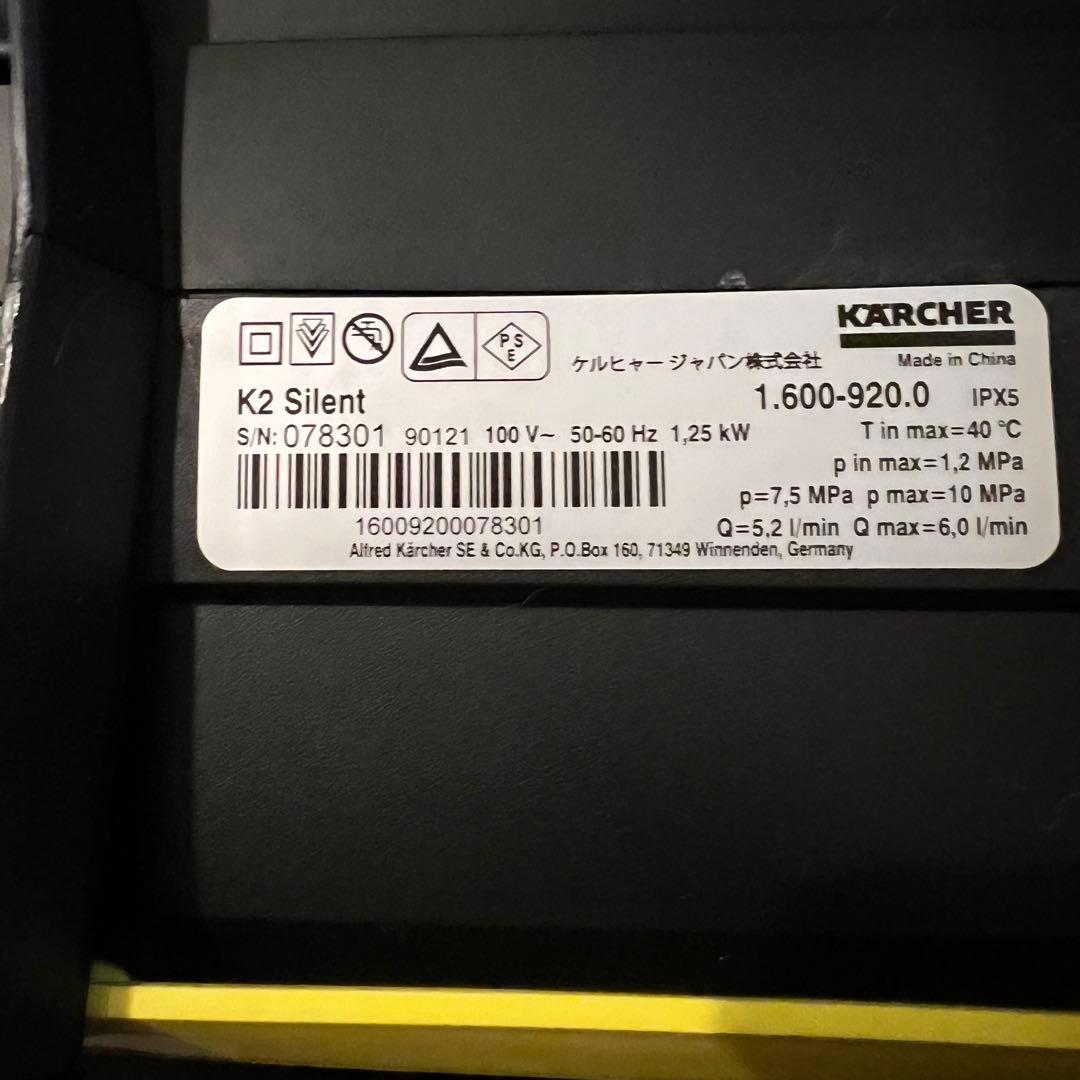 KÄRCHER
PS
E
ケルヒャー ジャパン株式会社
Made in China
K2 Silent
1.600-920.0 IPX5
S/N: 078301 90121 100 V~ 50-60 Hz 1,25 kW
T in max=40 °C
p in max=1,2 MPa
p=7,5 MPa p max=10 MPa
16009200078301
Q=5,2 l/min Q max=6,0 l/min
Alfred Kärcher SE & Co.KG, P.O.Box 160, 71349 Winnenden, Germany